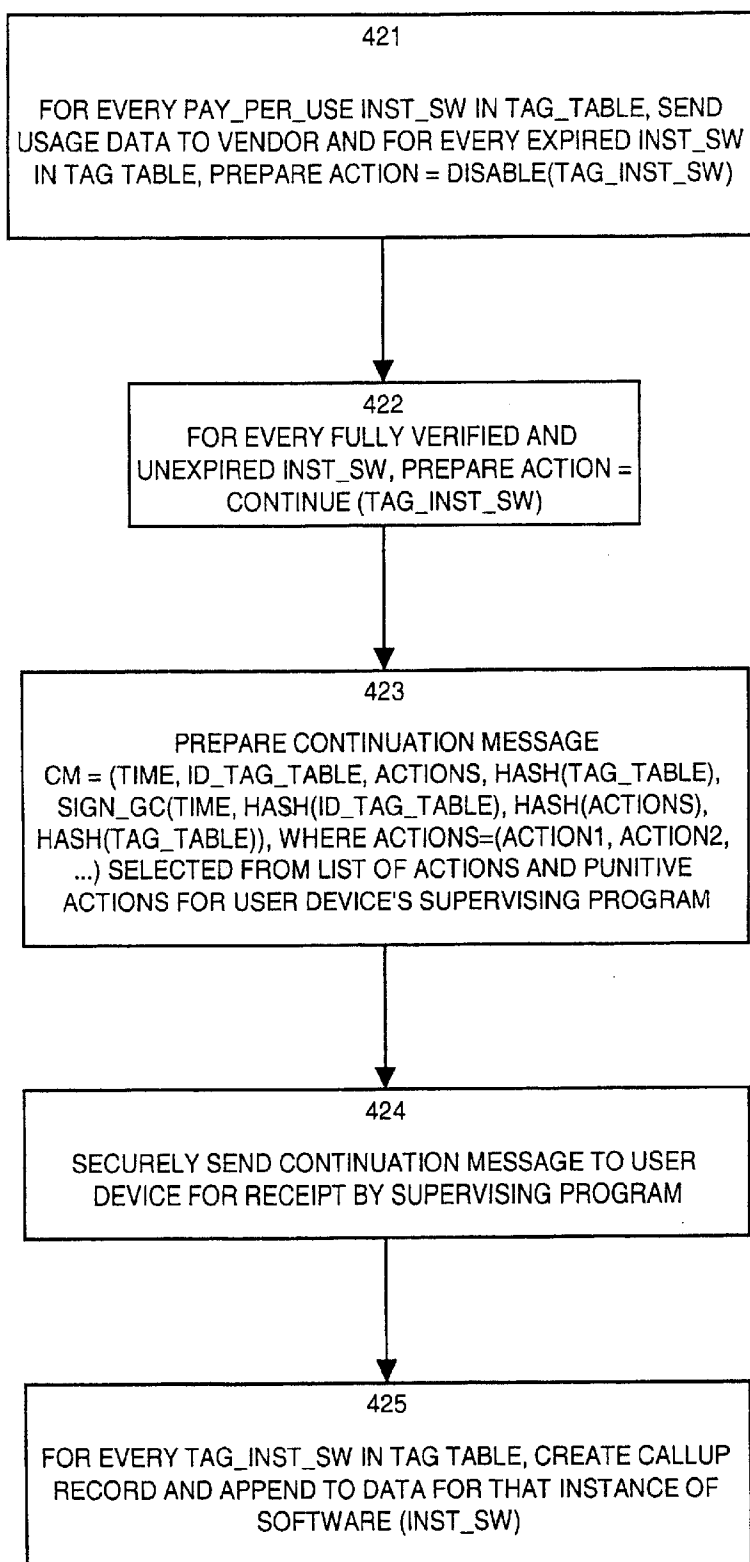 421
FOR EVERY PAY_PER_USE INST_SW IN TAG_TABLE, SEND
USAGE DATA TO VENDOR AND FOR EVERY EXPIRED INST_SW
IN TAG TABLE, PREPARE ACTION = DISABLE(TAG_INST_SW)
422
FOR EVERY FULLY VERIFIED AND
UNEXPIRED INST_SW, PREPARE ACTION =
CONTINUE (TAG_INST_SW)
423
PREPARE CONTINUATION MESSAGE
CM = (TIME, ID_TAG_TABLE, ACTIONS, HASH(TAG_TABLE),
SIGN_GC(TIME, HASH(ID_TAG_TABLE), HASH(ACTIONS),
HASH(TAG_TABLE)), WHERE ACTIONS=(ACTION1, ACTION2,
...) SELECTED FROM LIST OF ACTIONS AND PUNITIVE
ACTIONS FOR USER DEVICE'S SUPERVISING PROGRAM
424
SECURELY SEND CONTINUATION MESSAGE TO USER
DEVICE FOR RECEIPT BY SUPERVISING PROGRAM
425
FOR EVERY TAG_INST_SW IN TAG TABLE, CREATE CALLUP
RECORD AND APPEND TO DATA FOR THAT INSTANCE OF
SOFTWARE (INST_SW)